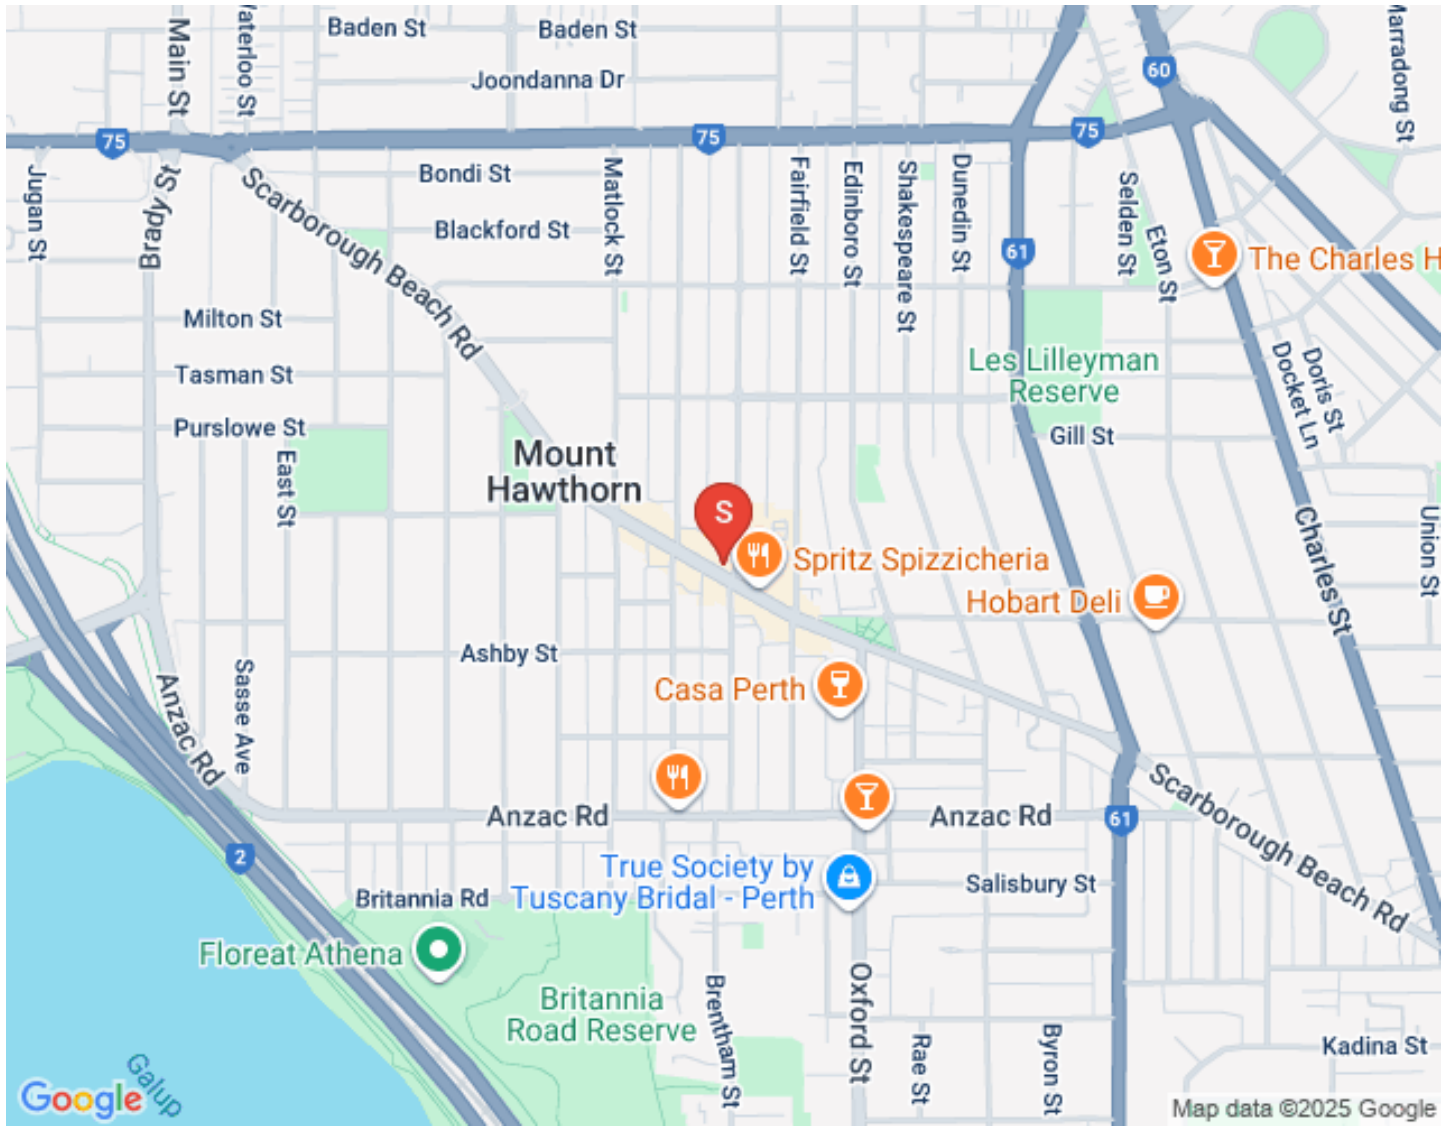 Baden St
Baden St
Main St
Waterloo St
Joondanna Dr
60
Marradong St
75
75
75
Jugan St
Brady St
Scarborough Beach Rd
Bondi St
Matlock St
Blackford St
Fairfield St
Edinboro St
Shakespeare St
Dunedin St
61
Selden St
Eton St
The Charles H
Milton St
Tasman St
Purslowe St
East St
Les Lilleyman
Reserve
Doris St
Docket Ln
Gill St
Mount
Hawthorn
S
Spritz Spizzicheria
Hobart Deli
Charles St
Union St
Ashby St
Sasse Ave
Anzac Rd
Casa Perth
Anzac Rd
Anzac Rd
61
Scarborough Beach Rd
2
True Society by
Tuscany Bridal - Perth
Salisbury St
Britannia Rd
Floreat Athena
Britannia
Road Reserve
Brentham St
Oxford St
Rae St
Byron St
Kadina St
Galup
Google
Map data ©2025 Google